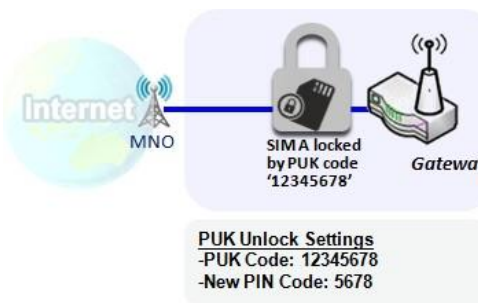 Internet
MNO
SIM A locked
by PUK code
'12345678'
Gatewa
PUK Unlock Settings
-PUK Code: 12345678
-New PIN Code: 5678